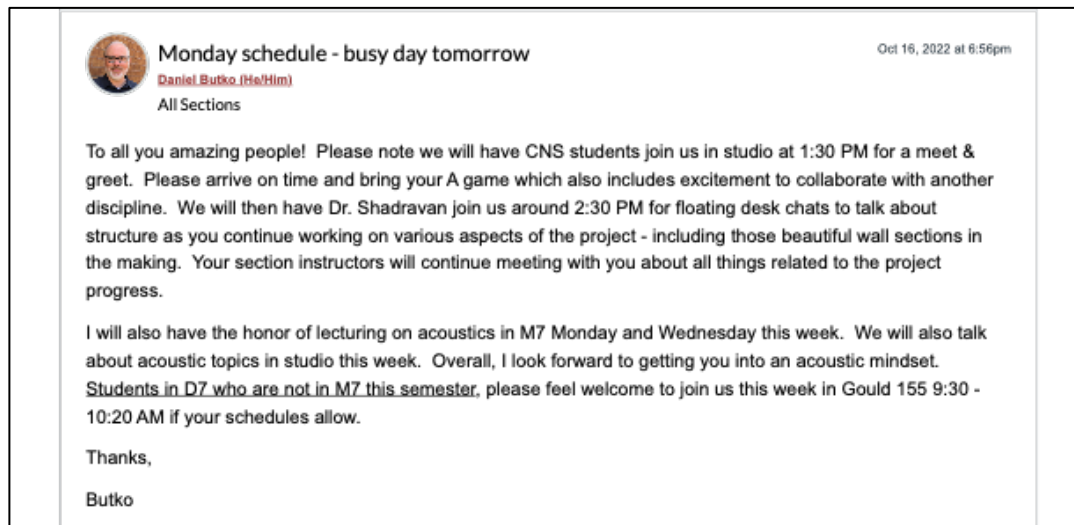 Monday schedule - busy day tomorrow
Oct 16, 2022 at 6:56pm
Daniel Butko (He/Him)
All Sections
To all you amazing people!  Please note we will have CNS students join us in studio at 1:30 PM for a meet &
greet.  Please arrive on time and bring your A game which also includes excitement to collaborate with another
discipline.  We will then have Dr. Shadravan join us around 2:30 PM for floating desk chats to talk about
structure as you continue working on various aspects of the project - including those beautiful wall sections in
the making.  Your section instructors will continue meeting with you about all things related to the project
progress.
I will also have the honor of lecturing on acoustics in M7 Monday and Wednesday this week.  We will also talk
about acoustic topics in studio this week.  Overall, I look forward to getting you into an acoustic mindset.
Students in D7 who are not in M7 this semester, please feel welcome to join us this week in Gould 155 9:30 -
10:20 AM if your schedules allow.
Thanks,
Butko